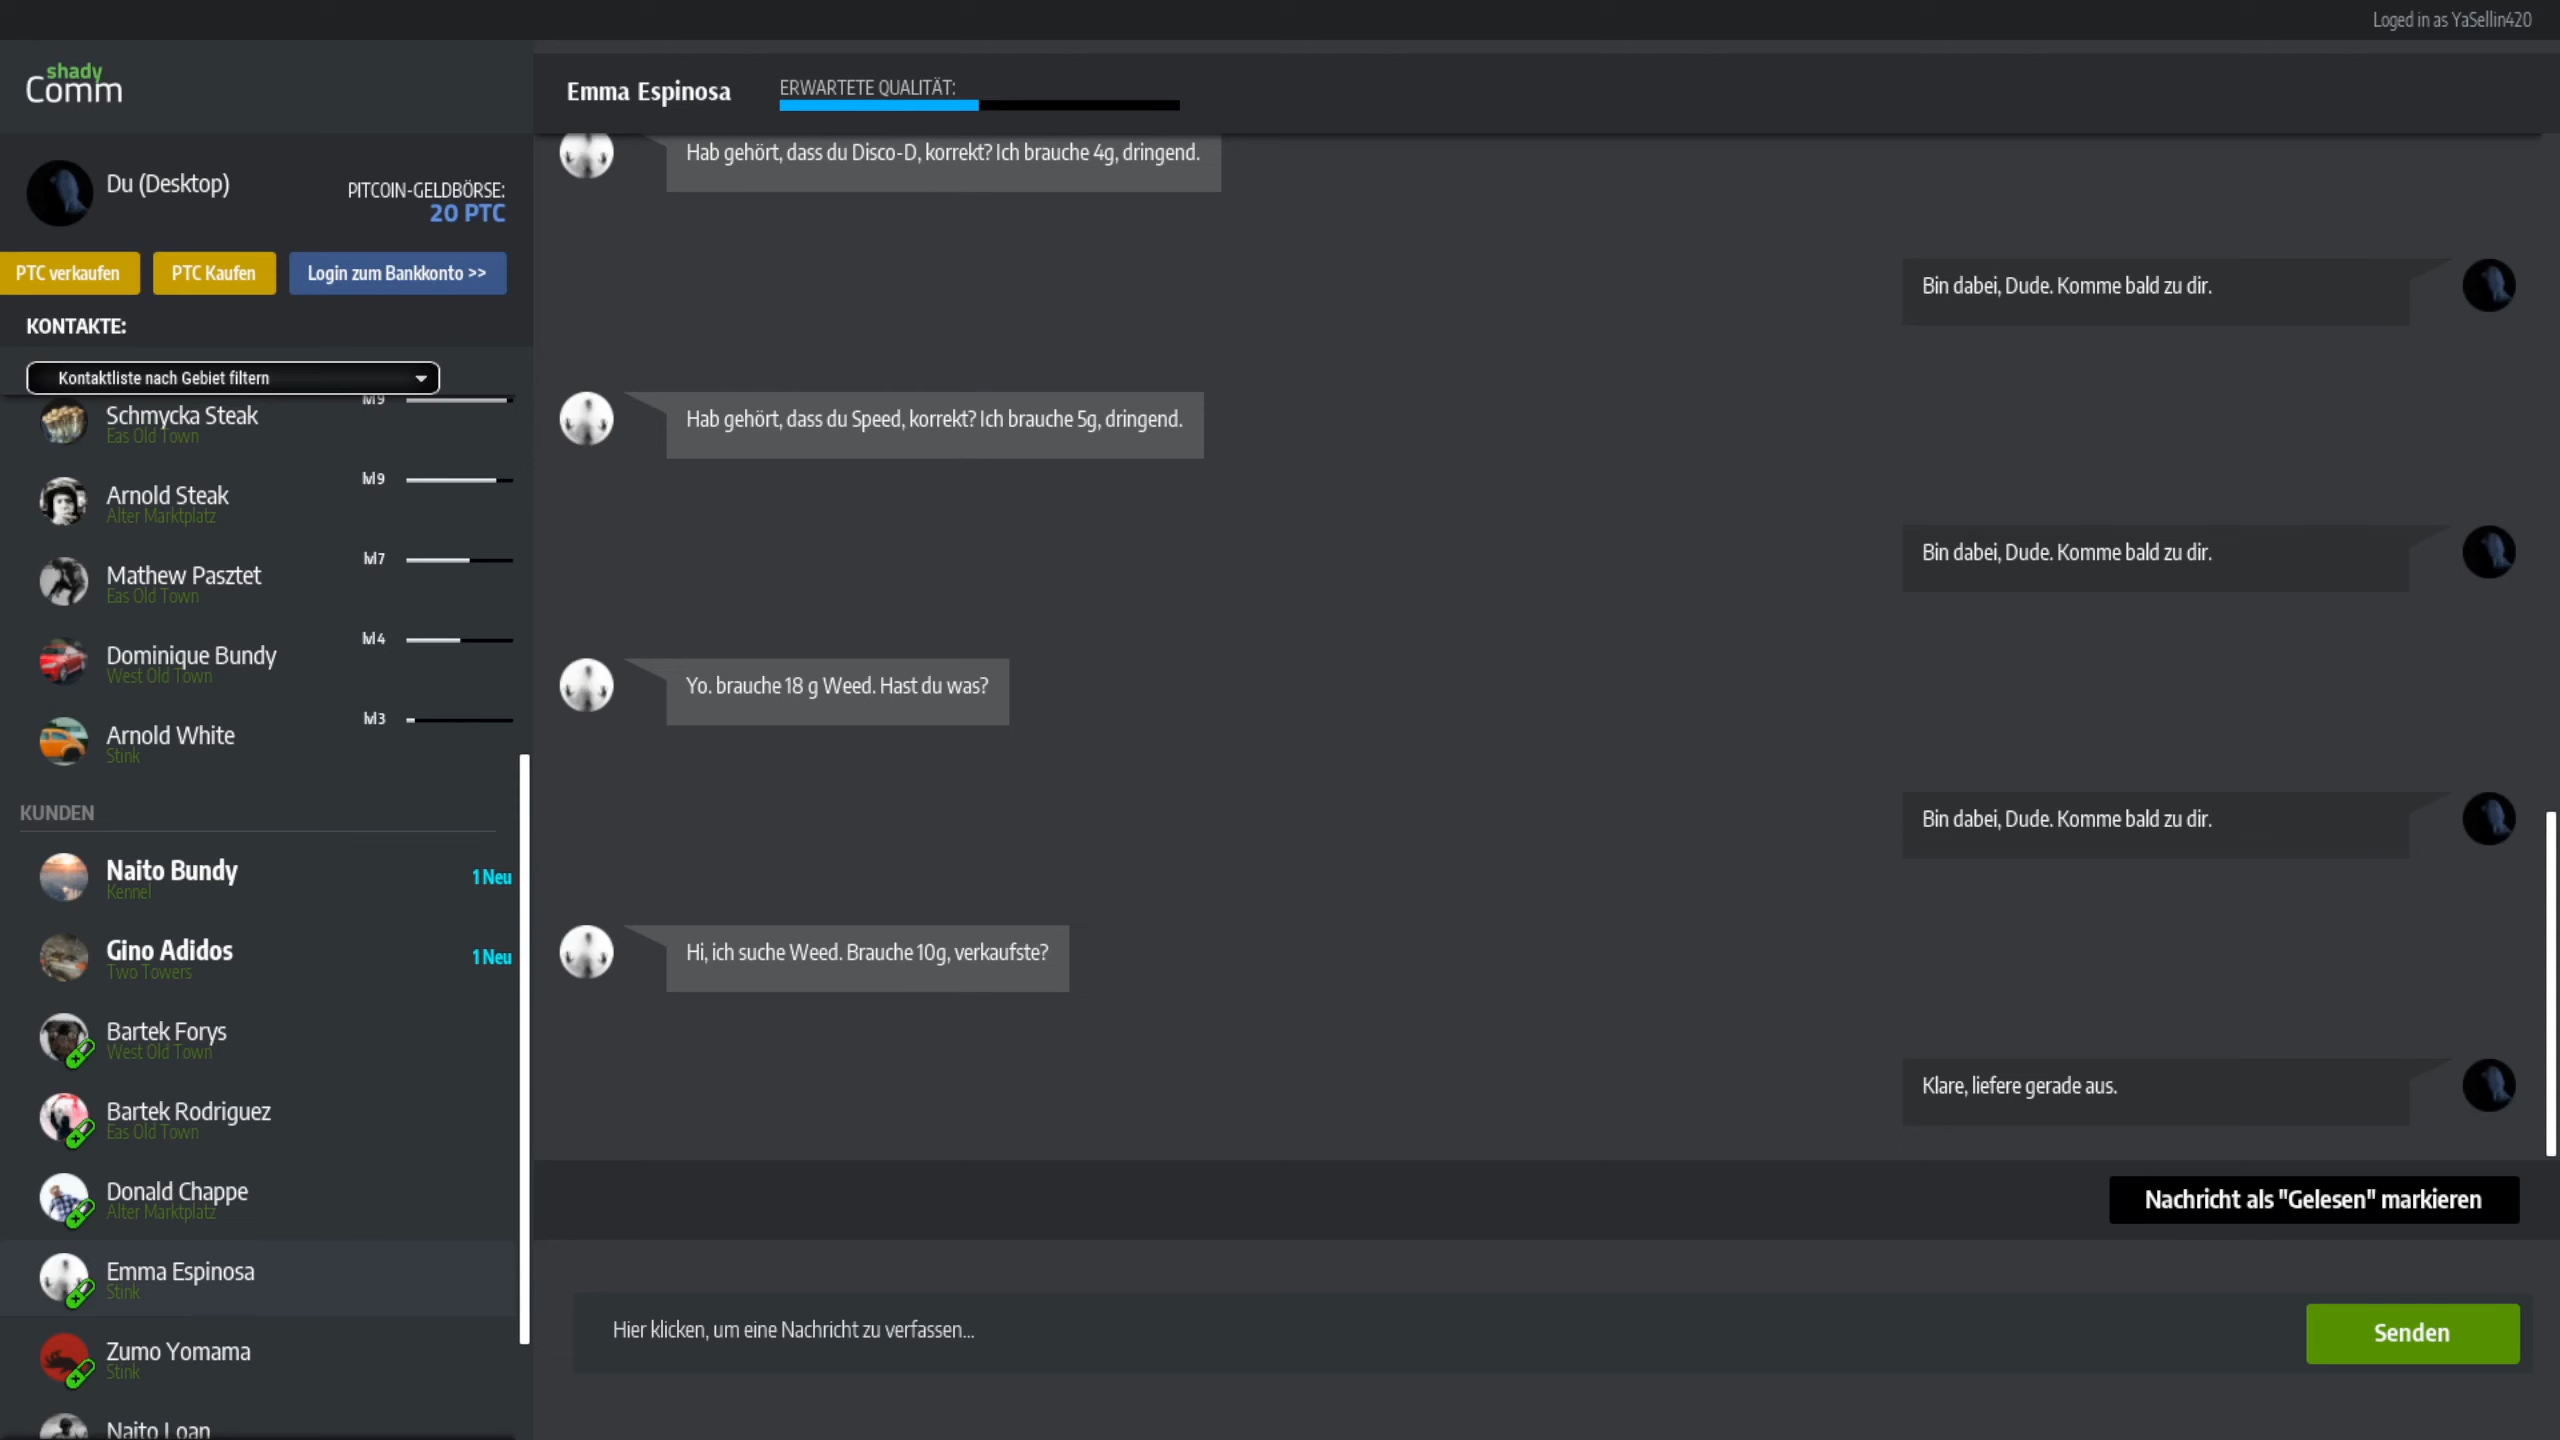 Loged in as YaSellin420
shady
Comm
Du (Desktop)
PITCOIN-GELDBÖRSE:
20 PTC
PTC verkaufen
PTC Kaufen
Login zum Bankkonto >>
KONTAKTE:
Kontaktliste nach Gebiet filtern
Schmycka Steak
lvl9
Eas Old Town
Arnold Steak
lvl9
Alter Marktplatz
Mathew Pasztet
lvl7
Eas Old Town
Dominique Bundy
lvl4
West Old Town
Arnold White
lvl3
Stink
KUNDEN
Naito Bundy
1 Neu
Kennel
Gino Adidos
1 Neu
Two Towers
Bartek Forys
West Old Town
Bartek Rodriguez
Eas Old Town
Donald Chappe
Alter Marktplatz
Emma Espinosa
Stink
Zumo Yomama
Stink
Naito Loan
Emma Espinosa
ERWARTETE QUALITÄT:
Hab gehört, dass du Disco-D, korrekt? Ich brauche 4g, dringend.
Bin dabei, Dude. Komme bald zu dir.
Hab gehört, dass du Speed, korrekt? Ich brauche 5g, dringend.
Bin dabei, Dude. Komme bald zu dir.
Yo. brauche 18 g Weed. Hast du was?
Bin dabei, Dude. Komme bald zu dir.
Hi, ich suche Weed. Brauche 10g, verkaufste?
Klare, liefere gerade aus.
Nachricht als "Gelesen" markieren
Hier klicken, um eine Nachricht zu verfassen...
Senden